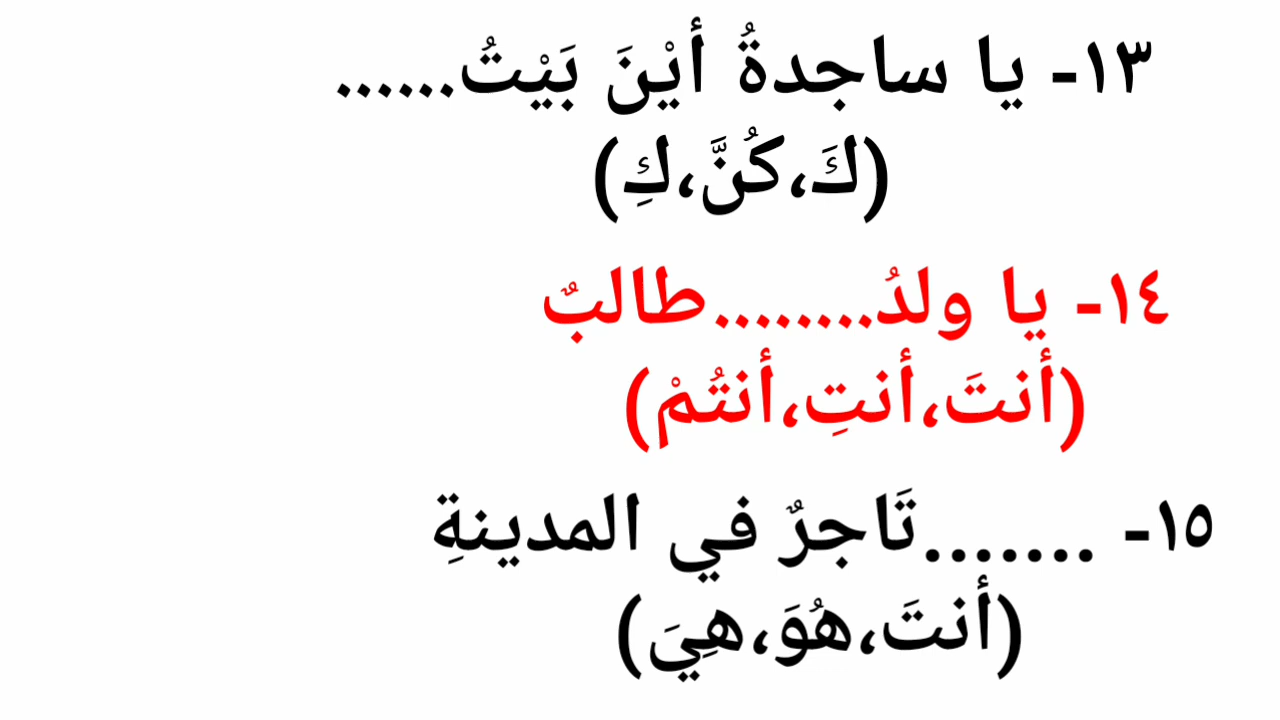 ١٣- يا ساجدةُ أيْنَ بَيْتُ......
(كَ،كُنَّ،كِ)
١٤- يا ولدُ........طالبٌ
(أنتَ،أنتِ،أنتُمْ)
١٥- .......تَاجرٌ في المدينةِ
(أنتَ،هُوَ،هِيَ)